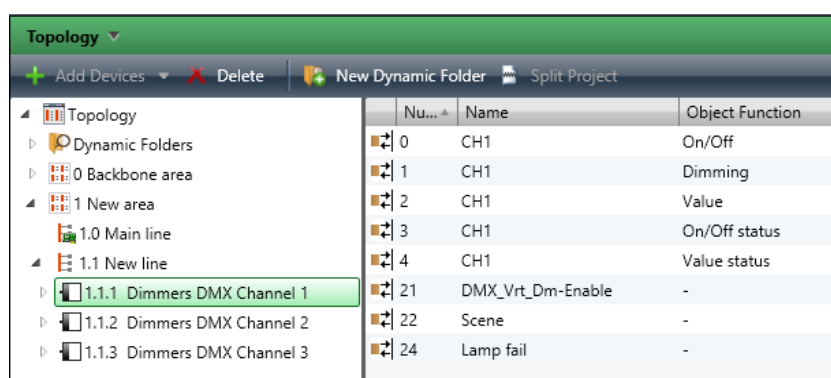 Topology
Add Devices Delete New Dynamic Folder Split Project
Topology
Dynamic Folders
0 Backbone area
1 New area
1.0 Main line
1.1 New line
1.1.1 Dimmers DMX Channel 1
1.1.2 Dimmers DMX Channel 2
1.1.3 Dimmers DMX Channel 3
Nu... Name Object Function
0 CH1 On/Off
1 CH1 Dimming
2 CH1 Value
3 CH1 On/Off status
4 CH1 Value status
21 DMX_Vrt_Dm-Enable -
22 Scene -
24 Lamp fail -